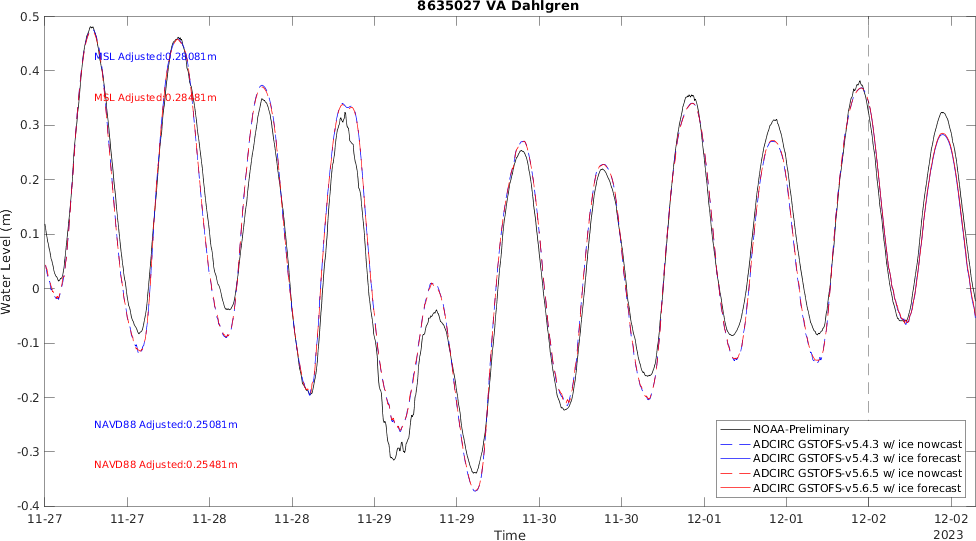 8635027 VA Dahlgren
0.5
0.4
0.3
0.2
0.1
0
-0.1
-0.2
-0.3
-0.4
Water Level (m)
MSL Adjusted:0.28081m
MSL Adjusted:0.28481m
NAVD88 Adjusted:0.25081m
NAVD88 Adjusted:0.25481m
NOAA-Preliminary
ADCIRC GSTOFS-v5.4.3 w/ ice nowcast
ADCIRC GSTOFS-v5.4.3 w/ ice forecast
ADCIRC GSTOFS-v5.6.5 w/ ice nowcast
ADCIRC GSTOFS-v5.6.5 w/ ice forecast
11-27 11-27 11-28 11-28 11-29 11-29 11-30 11-30 12-01 12-01 12-02 12-02
Time
2023